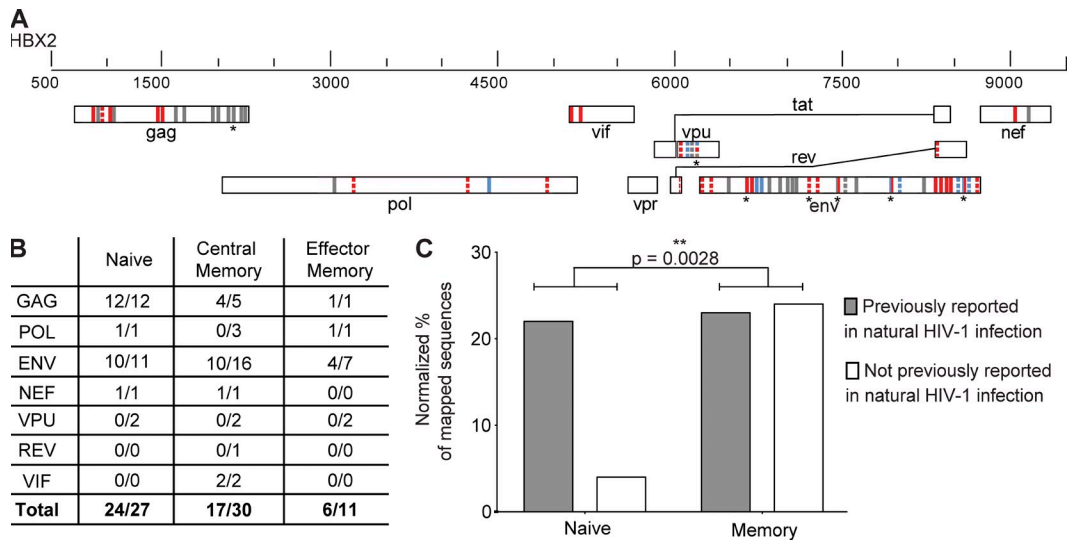 A
HBX2
500 1500 3000 4500 6000 7500 9000
tat
gag vif vpu nef
*
*
rev
pol vpr env
* * * * *
B
Naive Central Memory Effector Memory
GAG 12/12 4/5 1/1
POL 1/1 0/3 1/1
ENV 10/11 10/16 4/7
NEF 1/1 1/1 0/0
VPU 0/2 0/2 0/2
REV 0/0 0/1 0/0
VIF 0/0 2/2 0/0
Total 24/27 17/30 6/11
C
**
p = 0.0028
30
20
10
0
Normalized %
of mapped sequences
Naive Memory
Previously reported
in natural HIV-1 infection
Not previously reported
in natural HIV-1 infection